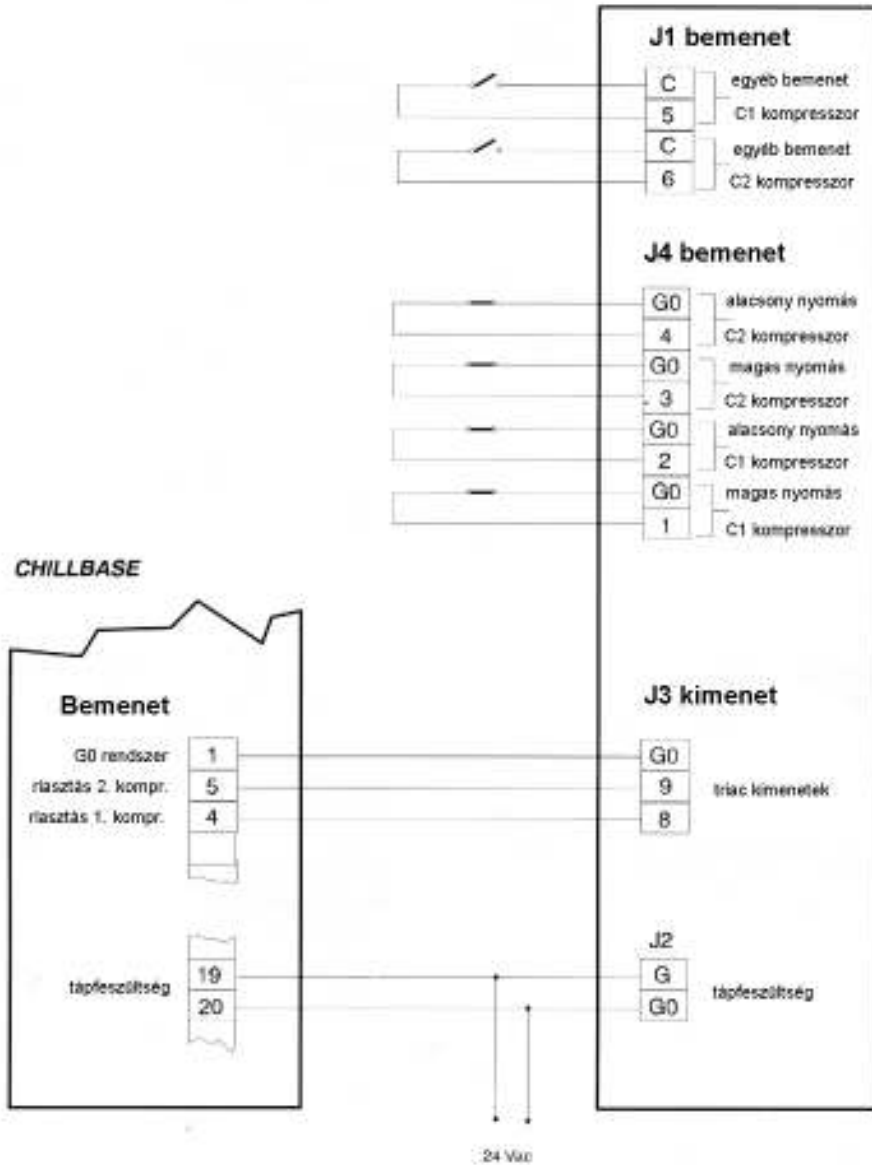 J1 bemenet
C
egyéb bemenet
5
C1 kompresszor
C
egyéb bemenet
6
C2 kompresszor
J4 bemenet
G0
alacsony nyomás
4
C2 kompresszor
G0
magas nyomás
3
C2 kompresszor
G0
alacsony nyomás
2
C1 kompresszor
G0
magas nyomás
1
C1 kompresszor
CHILLBASE
Bemenet
G0 rendszer
1
riasztás 2. kompr.
5
riasztás 1. kompr.
4
J3 kimenet
G0
9
triac kimenetek
8
tápfeszültség
19
20
J2
G
G0
tápfeszültség
24 Vac